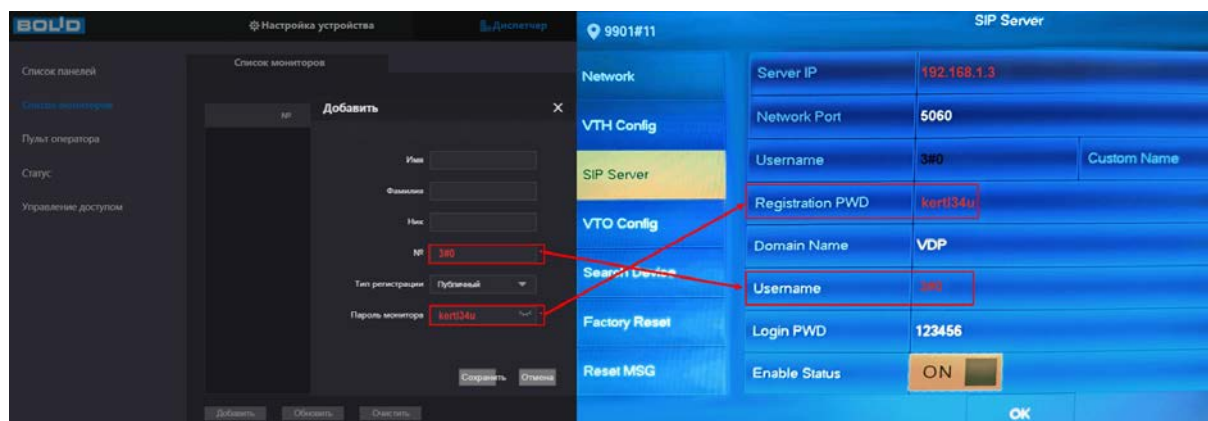 BOLID
Настройка устройства
Диспетчер
Список панелей
Список мониторов
Пульт оператора
Статус
Управление доступом
Список мониторов
№
Добавить
Имя
Фамилия
Ник
№ 3#0
Тип регистрации Публичный
Пароль монитора kertl34u
Сохранить Отмена
Добавить Обновить Очистить
9901#11
SIP Server
Network
VTH Config
SIP Server
VTO Config
Search Device
Factory Reset
Reset MSG
Server IP 192.168.1.3
Network Port 5060
Username 3#0 Custom Name
Registration PWD kertl34u
Domain Name VDP
Username 3#0
Login PWD 123456
Enable Status ON
OK